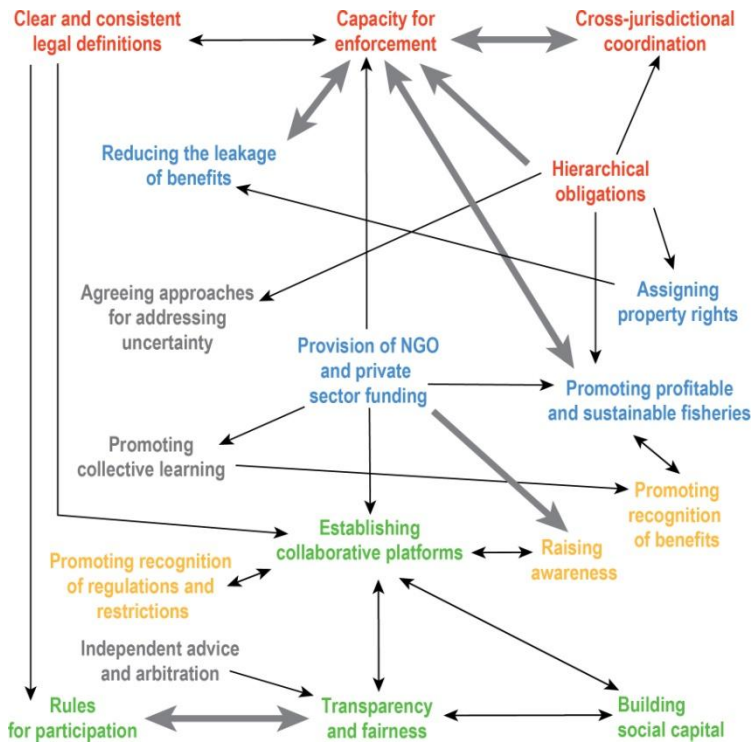 Clear and consistent
legal definitions
Capacity for
enforcement
Cross-jurisdictional
coordination
Reducing the leakage
of benefits
Hierarchical
obligations
Agreeing approaches
for addressing
uncertainty
Assigning
property rights
Provision of NGO
and private
sector funding
Promoting profitable
and sustainable fisheries
Promoting
collective learning
Promoting
recognition
of benefits
Establishing
collaborative platforms
Raising
awareness
Promoting recognition
of regulations and
restrictions
Independent advice
and arbitration
Rules
for participation
Transparency
and fairness
Building
social capital